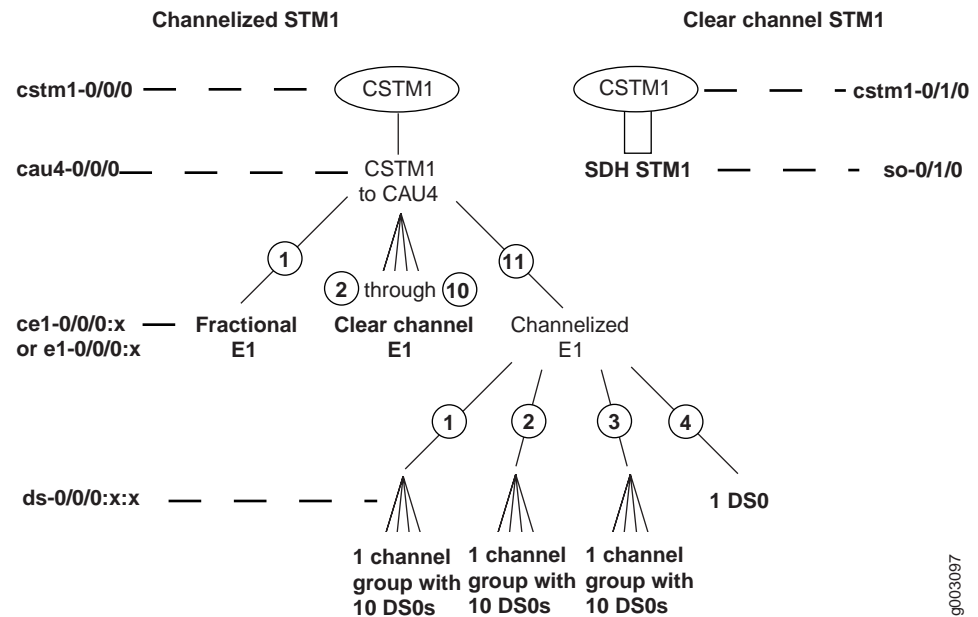 Channelized STM1
Clear channel STM1
cstm1-0/0/0
CSTM1
CSTM1
cstm1-0/1/0
cau4-0/0/0
CSTM1
to CAU4
SDH STM1
so-0/1/0
1
11
2 through 10
ce1-0/0/0:x
or e1-0/0/0:x
Fractional
E1
Clear channel
E1
Channelized
E1
1
2
3
4
ds-0/0/0:x:x
1 DS0
1 channel
group with
10 DS0s
1 channel
group with
10 DS0s
1 channel
group with
10 DS0s
g003097